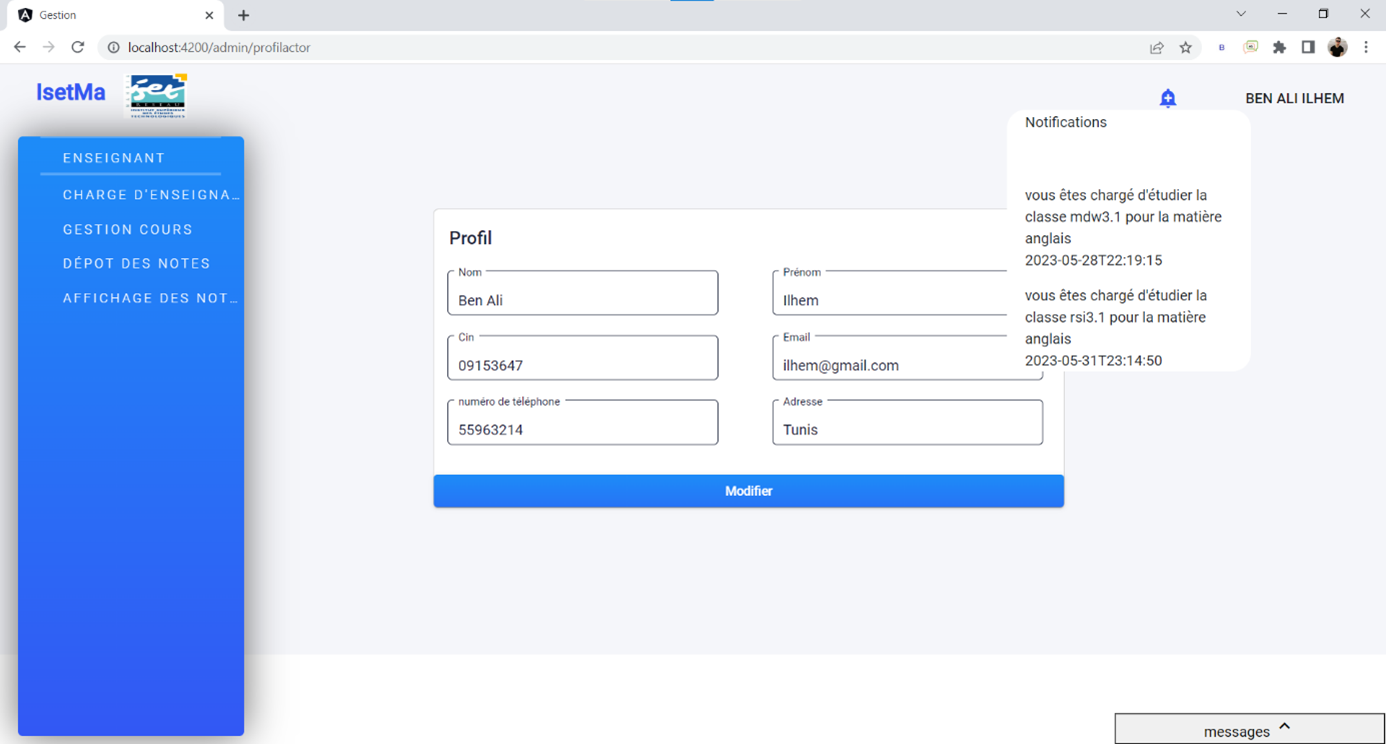 Gestion
localhost:4200/admin/profilactor
IsetMa
BEN ALI ILHEM
Notifications
vous êtes chargé d'étudier la
classe mdw3.1 pour la matière
anglais
2023-05-28T22:19:15
vous êtes chargé d'étudier la
classe rsi3.1 pour la matière
anglais
2023-05-31T23:14:50
ENSEIGNANT
CHARGE D'ENSEIGNA…
GESTION COURS
DÉPOT DES NOTES
AFFICHAGE DES NOT…
Profil
Nom
Ben Ali
Prénom
Ilhem
Cin
09153647
Email
ilhem@gmail.com
numéro de téléphone
55963214
Adresse
Tunis
Modifier
messages